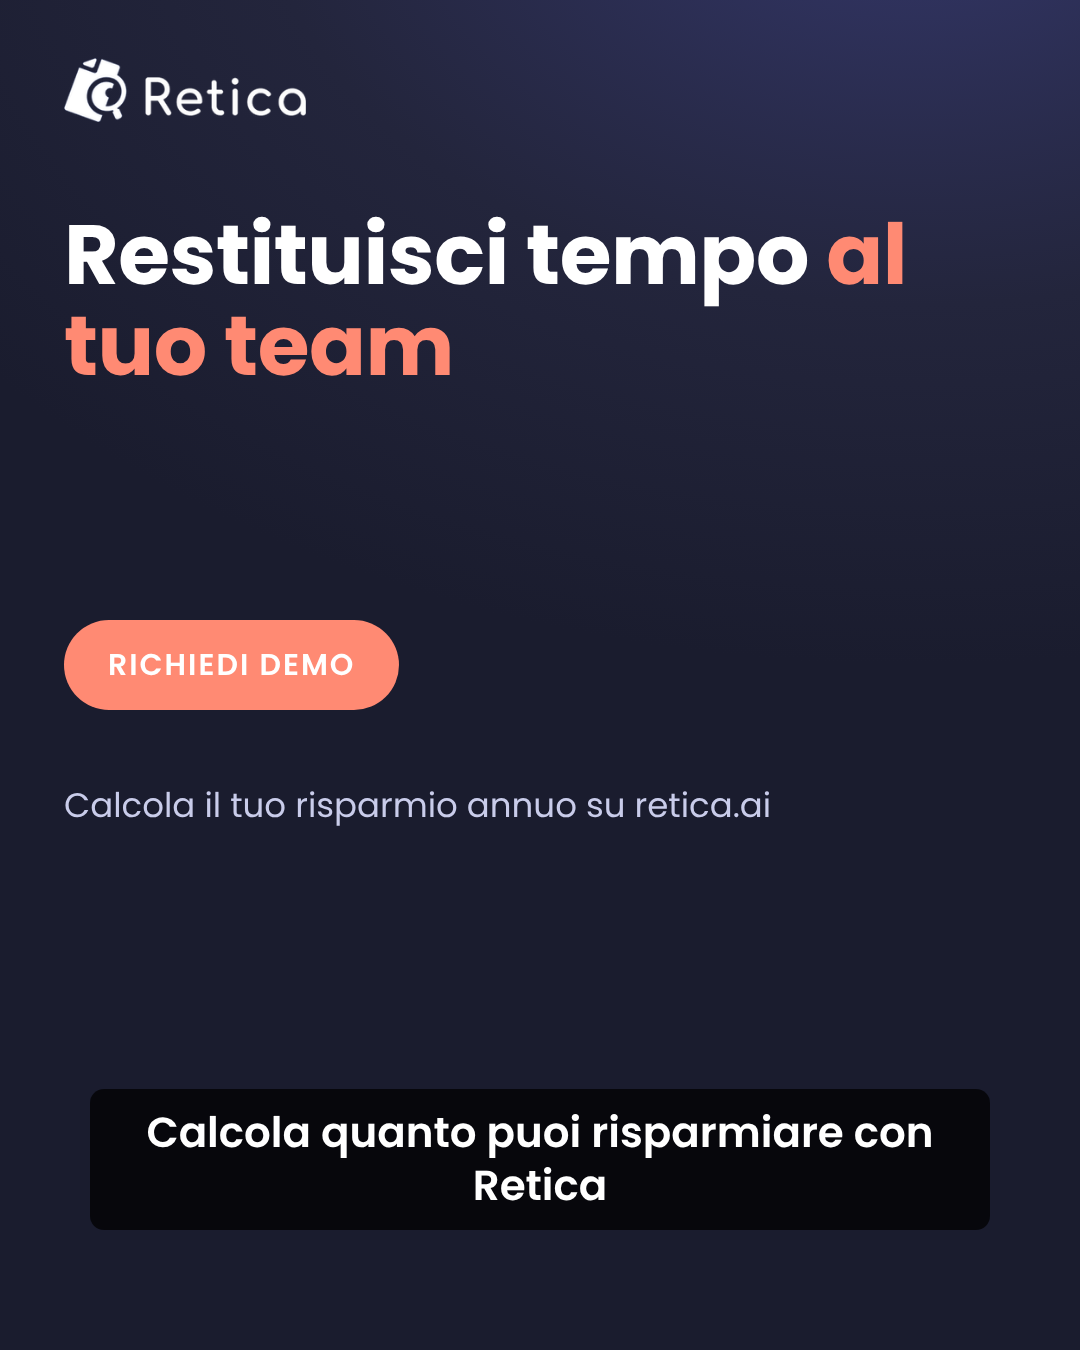 Retica
Restituisci tempo al
tuo team
RICHIEDI DEMO
Calcola il tuo risparmio annuo su retica.ai
Calcola quanto puoi risparmiare con
Retica